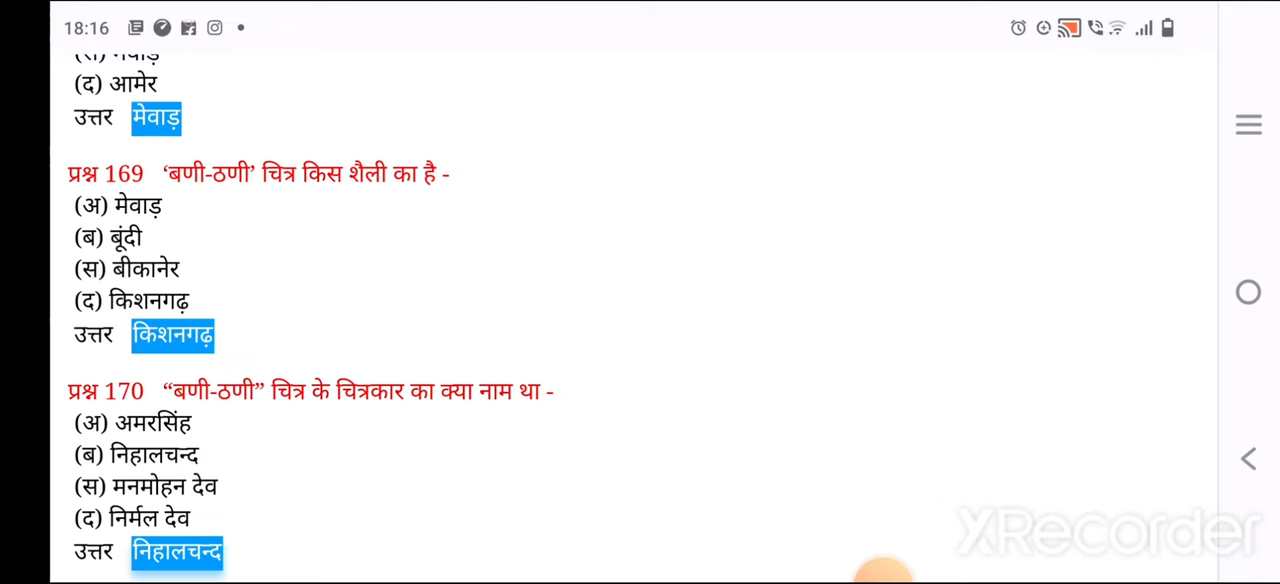 18:16
(द) आमेर
उत्तर मेवाड़
प्रश्न 169 ‘बणी-ठणी’ चित्र किस शैली का है -
(अ) मेवाड़
(ब) बूंदी
(स) बीकानेर
(द) किशनगढ़
उत्तर किशनगढ़
प्रश्न 170 “बणी-ठणी” चित्र के चित्रकार का क्या नाम था -
(अ) अमरसिंह
(ब) निहालचन्द
(स) मनमोहन देव
(द) निर्मल देव
उत्तर निहालचन्द
XRecorder